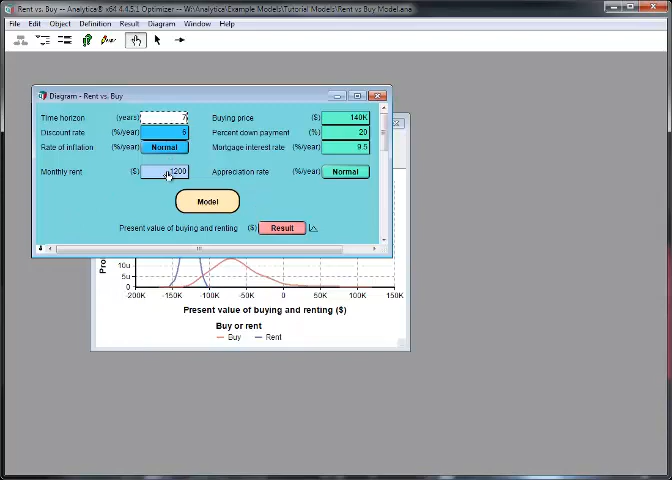 Rent vs. Buy -- Analytica® x64 4.4.5.1 Optimizer -- W:\Analytica\Example Models\Tutorial Models\Rent vs Buy Model.ana
File Edit Object Definition Result Diagram Window Help
Diagram - Rent vs. Buy
Time horizon (years) 7 Buying price ($) 140K
Discount rate (%/year) 6 Percent down payment (%) 20
Rate of inflation (%/year) Normal Mortgage interest rate (%/year) 9.5
Monthly rent ($) 1200 Appreciation rate (%/year) Normal
Model
Present value of buying and renting ($) Result
10u
5u
0
-200K -150K -100K -50K 0 50K 100K 150K
Present value of buying and renting ($)
Buy or rent
Buy Rent